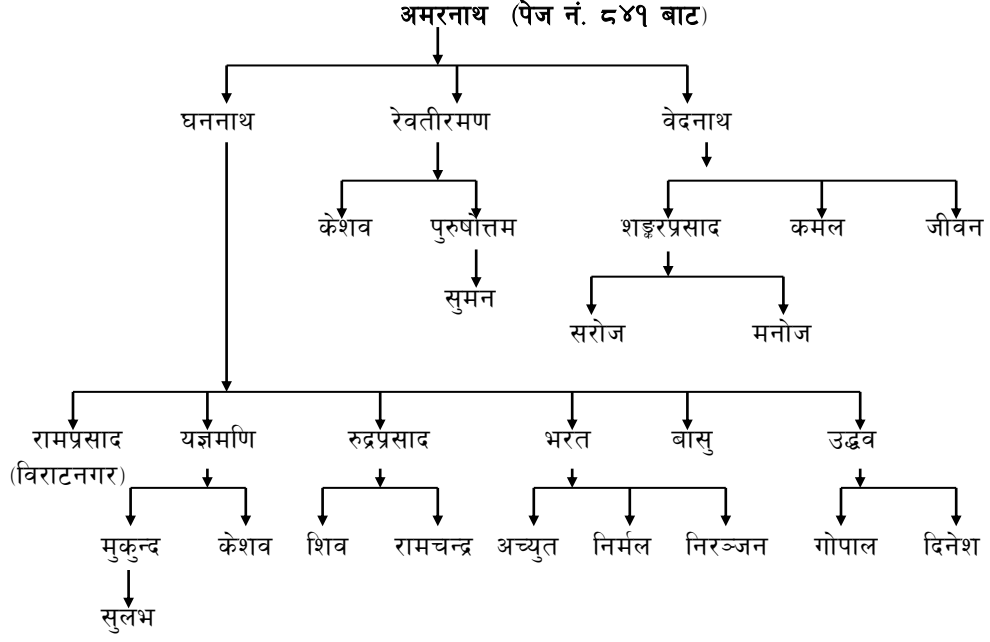 अमरनाथ (पेज नं. ८४१ बाट)
घननाथ रेवतीरमण वेदनाथ
केशव पुरुषोत्तम शङ्करप्रसाद कमल जीवन
सुमन
सरोज मनोज
रामप्रसाद यज्ञमणि रुद्रप्रसाद भरत बासु उद्धव
(विराटनगर)
मुकुन्द केशव शिव रामचन्द्र अच्युत निर्मल निरञ्जन गोपाल दिनेश
सुलभ